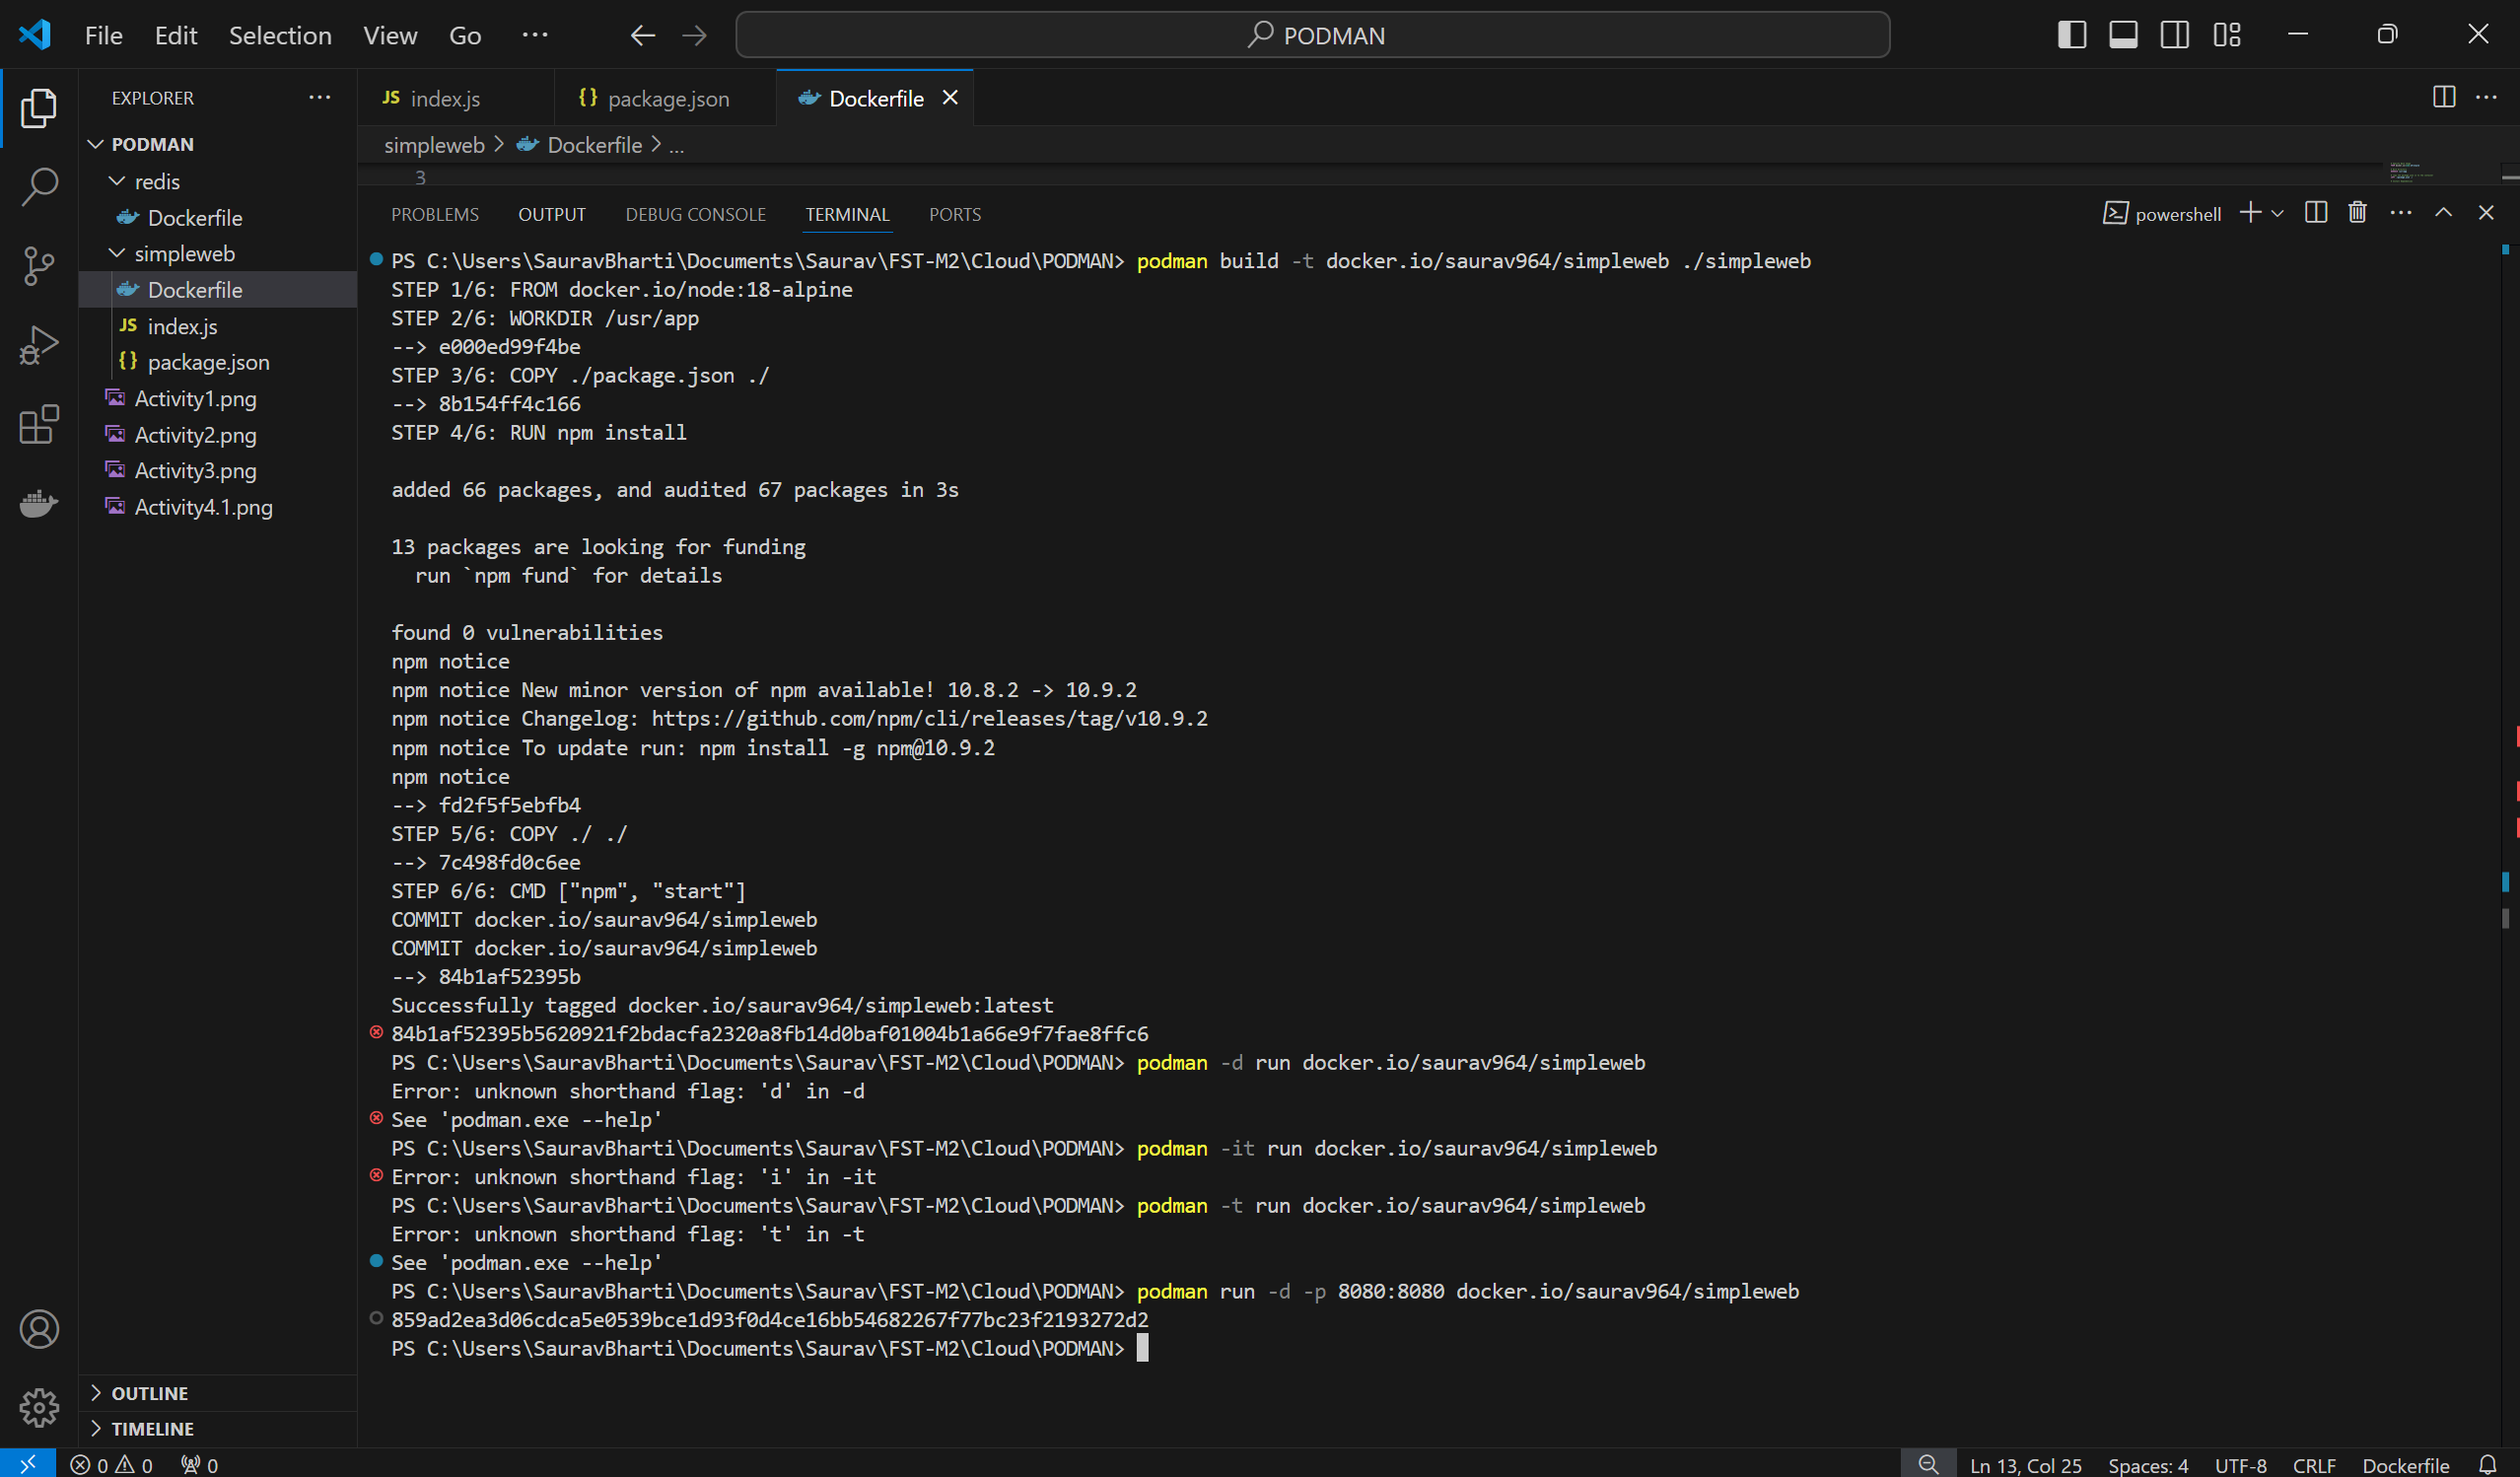 File Edit Selection View Go ... PODMAN
EXPLORER ...
JS index.js {} package.json Dockerfile
PODMAN
simpleweb > Dockerfile > ...
redis
3
Dockerfile
PROBLEMS OUTPUT DEBUG CONSOLE TERMINAL PORTS powershell
simpleweb
Dockerfile
JS index.js
{} package.json
Activity1.png
Activity2.png
Activity3.png
Activity4.1.png
PS C:\Users\SauravBharti\Documents\Saurav\FST-M2\Cloud\PODMAN> podman build -t docker.io/saurav964/simpleweb ./simpleweb
STEP 1/6: FROM docker.io/node:18-alpine
STEP 2/6: WORKDIR /usr/app
--> e000ed99f4be
STEP 3/6: COPY ./package.json ./
--> 8b154ff4c166
STEP 4/6: RUN npm install
added 66 packages, and audited 67 packages in 3s
13 packages are looking for funding
run `npm fund` for details
found 0 vulnerabilities
npm notice
npm notice New minor version of npm available! 10.8.2 -> 10.9.2
npm notice Changelog: https://github.com/npm/cli/releases/tag/v10.9.2
npm notice To update run: npm install -g npm@10.9.2
npm notice
--> fd2f5f5ebfb4
STEP 5/6: COPY ./ ./
--> 7c498fd0c6ee
STEP 6/6: CMD ["npm", "start"]
COMMIT docker.io/saurav964/simpleweb
COMMIT docker.io/saurav964/simpleweb
--> 84b1af52395b
Successfully tagged docker.io/saurav964/simpleweb:latest
84b1af52395b5620921f2bdacfa2320a8fb14d0baf01004b1a66e9f7fae8ffc6
PS C:\Users\SauravBharti\Documents\Saurav\FST-M2\Cloud\PODMAN> podman -d run docker.io/saurav964/simpleweb
Error: unknown shorthand flag: 'd' in -d
See 'podman.exe --help'
PS C:\Users\SauravBharti\Documents\Saurav\FST-M2\Cloud\PODMAN> podman -it run docker.io/saurav964/simpleweb
Error: unknown shorthand flag: 'i' in -it
PS C:\Users\SauravBharti\Documents\Saurav\FST-M2\Cloud\PODMAN> podman -t run docker.io/saurav964/simpleweb
Error: unknown shorthand flag: 't' in -t
See 'podman.exe --help'
PS C:\Users\SauravBharti\Documents\Saurav\FST-M2\Cloud\PODMAN> podman run -d -p 8080:8080 docker.io/saurav964/simpleweb
859ad2ea3d06cdca5e0539bce1d93f0d4ce16bb54682267f77bc23f2193272d2
PS C:\Users\SauravBharti\Documents\Saurav\FST-M2\Cloud\PODMAN>
OUTLINE
TIMELINE
0 0 0 Ln 13, Col 25 Spaces: 4 UTF-8 CRLF Dockerfile